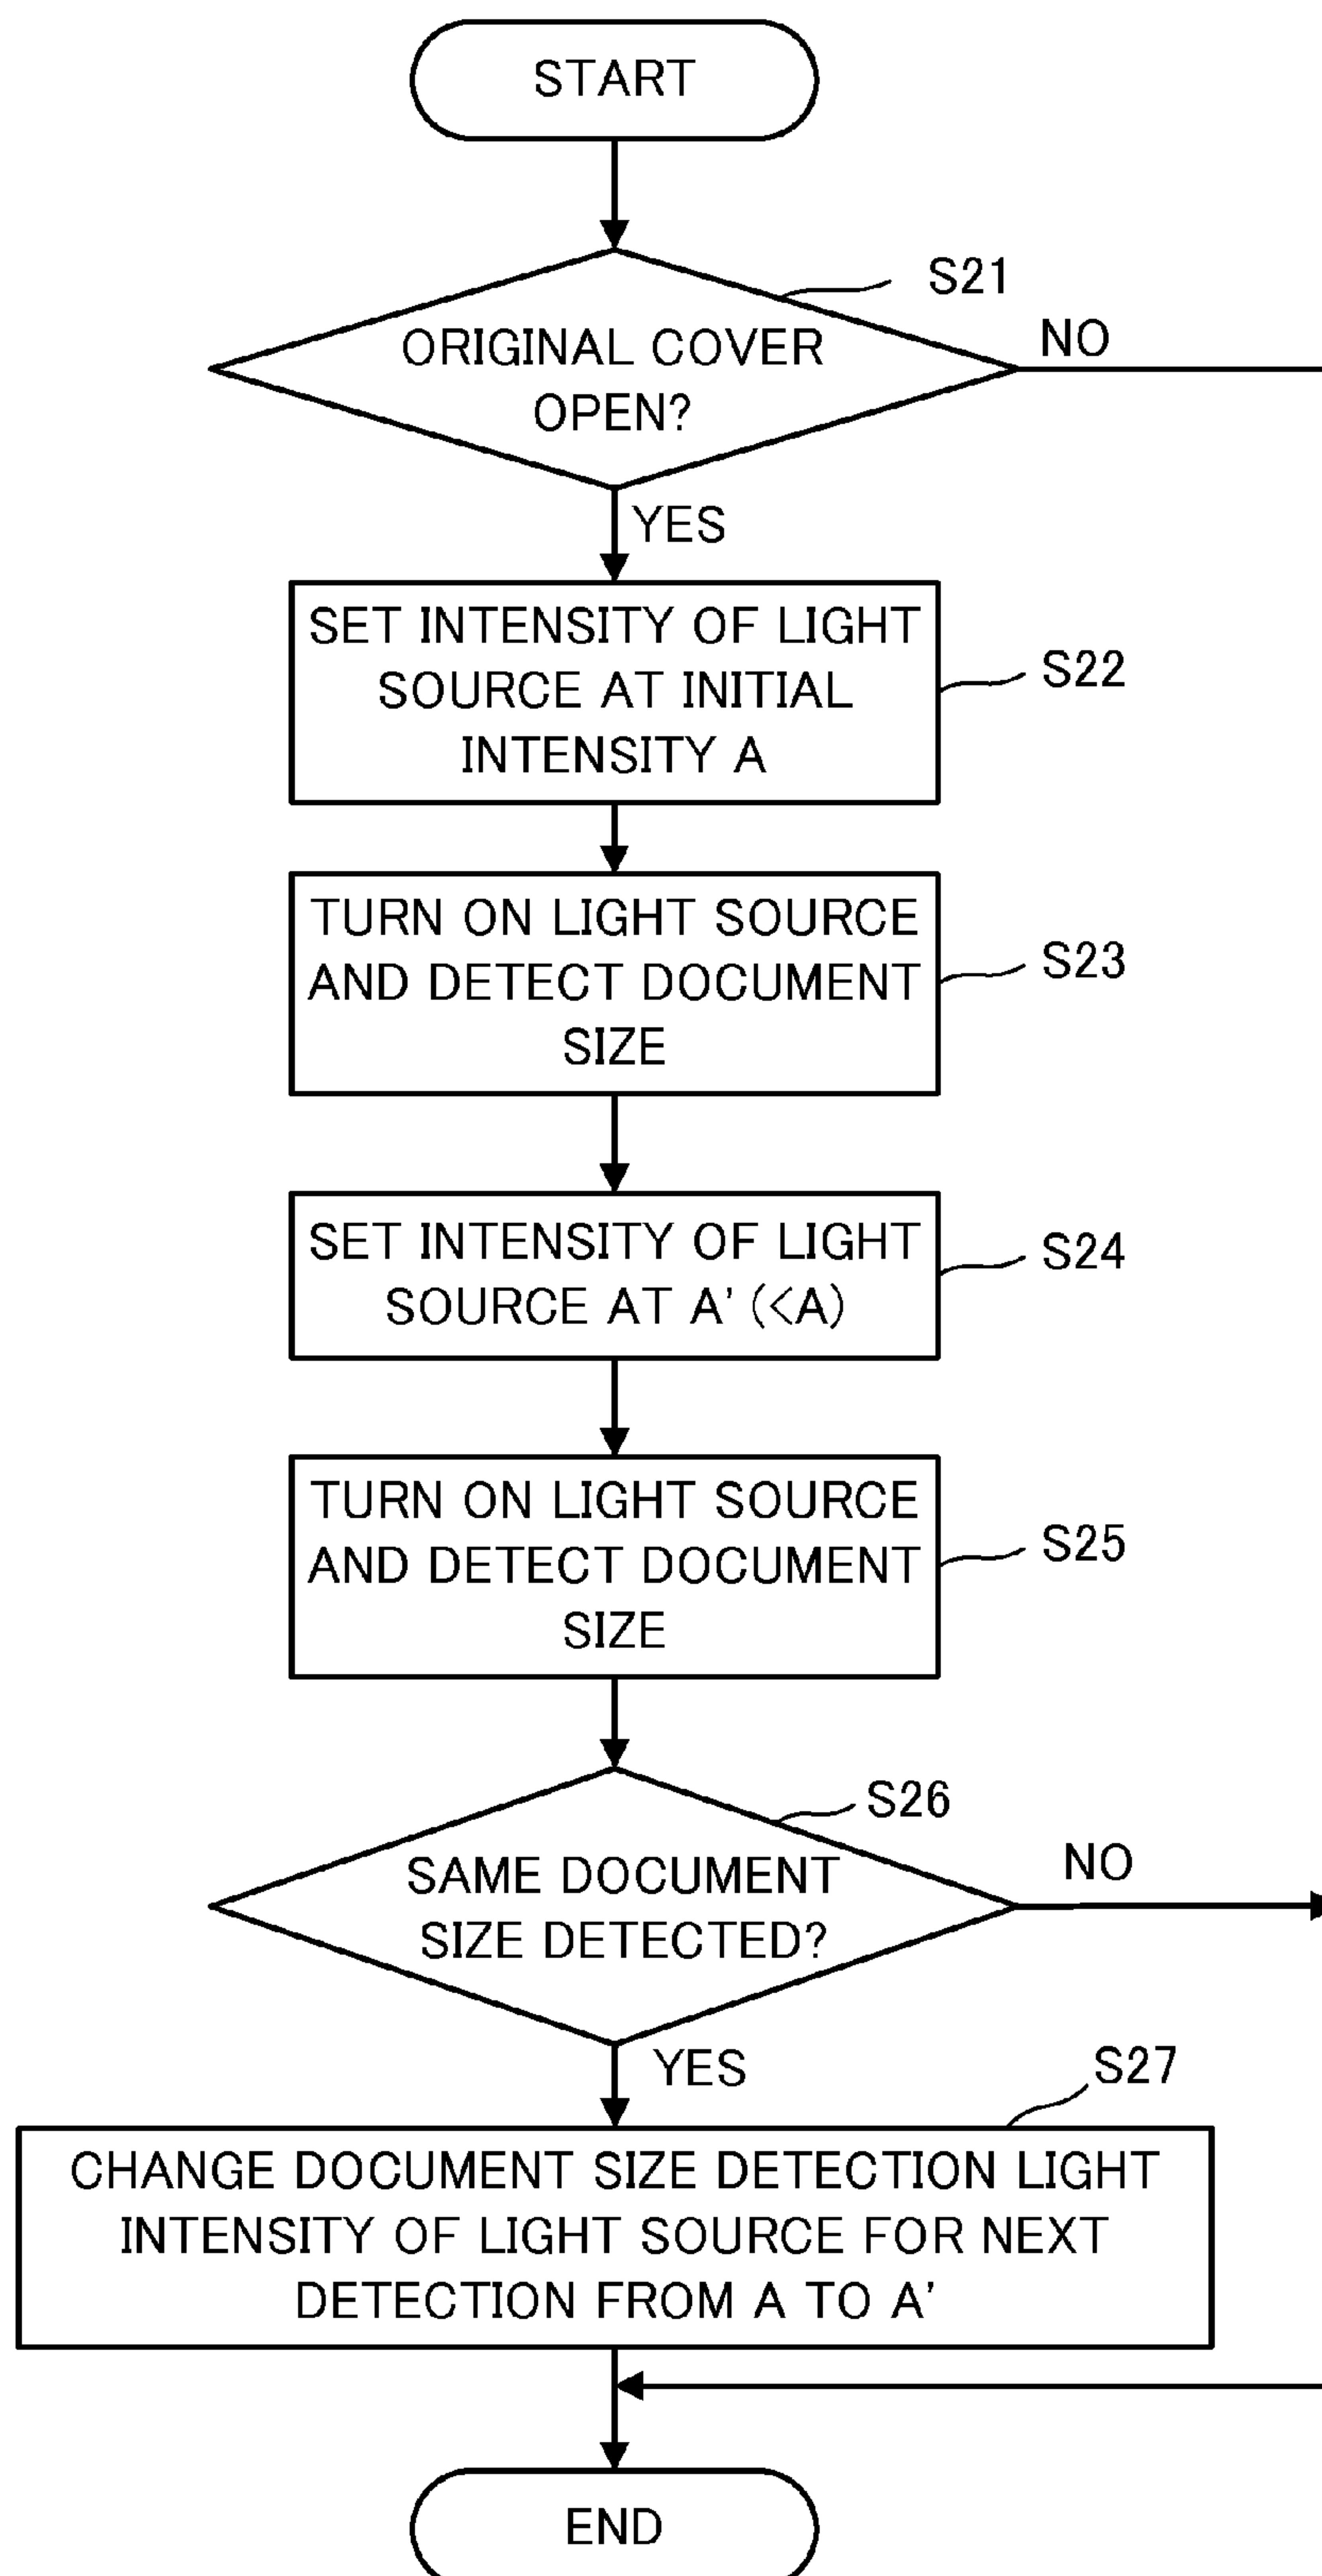 START
S21
ORIGINAL COVER
OPEN?
NO
YES
SET INTENSITY OF LIGHT
SOURCE AT INITIAL
INTENSITY A
S22
TURN ON LIGHT SOURCE
AND DETECT DOCUMENT
SIZE
S23
SET INTENSITY OF LIGHT
SOURCE AT A' (<A)
S24
TURN ON LIGHT SOURCE
AND DETECT DOCUMENT
SIZE
S25
S26
SAME DOCUMENT
SIZE DETECTED?
NO
YES
S27
CHANGE DOCUMENT SIZE DETECTION LIGHT
INTENSITY OF LIGHT SOURCE FOR NEXT
DETECTION FROM A TO A'
END